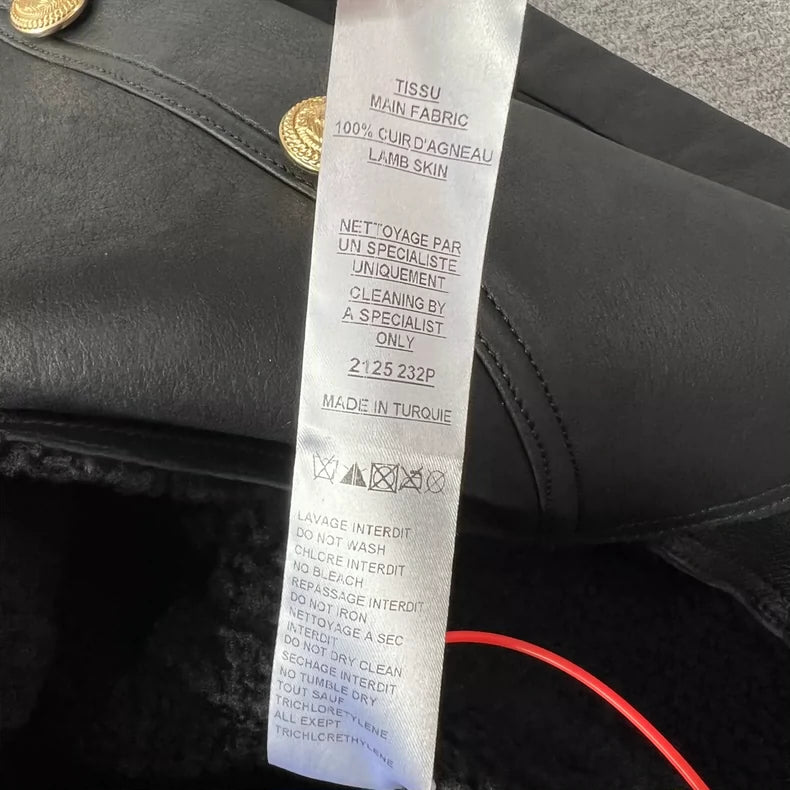 TISSU
MAIN FABRIC
100% CUIR D'AGNEAU
LAMB SKIN
NETTOYAGE PAR
UN SPECIALISTE
UNIQUEMENT
CLEANING BY
A SPECIALIST
ONLY
2125 232P
MADE IN TURQUIE
LAVAGE INTERDIT
DO NOT WASH
CHLORE INTERDIT
NO BLEACH
REPASSAGE INTERDIT
DO NOT IRON
NETTOYAGE A SEC
INTERDIT
DO NOT DRY CLEAN
SECHAGE INTERDIT
NO TUMBLE DRY
TOUT SAUF
TRICHLORETYLENE
ALL EXEPT
TRICHLORETHYLENE